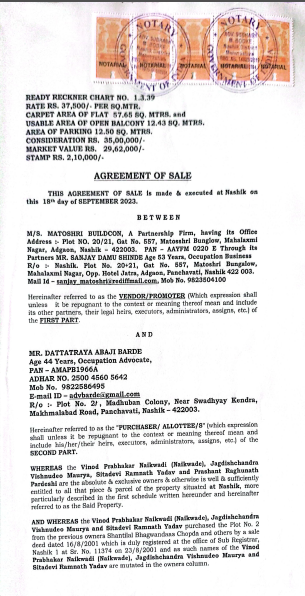 NOTARIAL NOTARIAL NOTARIAL NOTARIAL
READY RECKNER CHART NO. 1.3.39
RATE RS. 37,500/- PER SQ.MTR.
CARPET AREA OF FLAT 57.65 SQ. MTRS. and
USABLE AREA OF OPEN BALCONY 12.43 SQ. MTRS.
AREA OF PARKING 12.50 SQ. MTRS.
CONSIDERATION RS. 35,00,000/-
MARKET VALUE RS. 29,62,000/-
STAMP RS. 2,10,000/-
AGREEMENT OF SALE
THIS AGREEMENT OF SALE is made & executed at Nashik on
this 18th day of SEPTEMBER 2023.
BETWEEN
M/S. MATOSHRI BUILDCON, A Partnership Firm, having its Office
Address :- Plot NO. 20/21, Gat No. 557, Matoshri Bunglow, Mahalaxmi
Nagar, Adgaon, Nashik – 422003. PAN – AAYFM 0220 E Through its
Partners MR. SANJAY DAMU SHINDE Age 53 Years, Occupation Business
R/o :- Nashik. Plot No. 20+21, Gat No. 557, Matoshri Bungalow,
Mahalaxmi Nagar, Opp. Hotel Jatra, Adgaon, Panchavati, Nashik 422 003.
Mail Id – sanjay_matoshri@rediffmail.com, Mobile No. 9823504100
Hereinafter referred to as the VENDOR/PROMOTER (Which expression shall
unless it be repugnant to the context or meaning thereof mean and include
its other partners, their legal heirs, executors, administrators, assigns, etc.) of
the FIRST PART.
AND
MR. DATTATRAYA ABAJI BARDE
Age 44 Years, Occupation Advocate,
PAN – AMAPB1966A
ADHAR NO. 2500 4560 5642
Mob No. 9822586495
E-mail ID – advbarde@gmail.com
R/o :- Plot No. 2, Madhuban Colony, Near Swadhyay Kendra,
Makhmalabad Road, Panchavati, Nashik – 422003.
Hereinafter referred to as the "PURCHASER/ ALLOTTEE/S" (which expression
shall unless it be repugnant to the context or meaning thereof mean and
include his/her/their heirs, executors, administrators, assigns, etc.) of the
SECOND PART.
WHEREAS the Vinod Prabhakar Naikwadi (Naikwade), Jagdishchandra
Vishnudeo Maurya, Sitadevi Ramnath Yadav and Prashant Raghunath
Pardeshi are the absolute & exclusive owners & otherwise is well & sufficiently
entitled to all that piece & parcel of the property situated at Nashik, more
particularly described in the first schedule written hereunder and hereinafter
referred to as the Said Property.
AND WHEREAS the Vinod Prabhakar Naikwadi (Naikwade), Jagdishchandra
Vishnudeo Maurya and Sitadevi Ramnath Yadav purchased the Plot No. 2
from the previous owners Shantilal Bhagvandas Chopda and others by a sale
deed dated 16/8/2001 which is duly registered at the office of Sub Registrar,
Nashik 1 at Sr. No. 11374 on 23/8/2001 and as such names of the Vinod
Prabhakar Naikwadi (Naikwade), Jagdishchandra Vishnudeo Maurya and
Sitadevi Ramnath Yadav are mutated in the owners column.